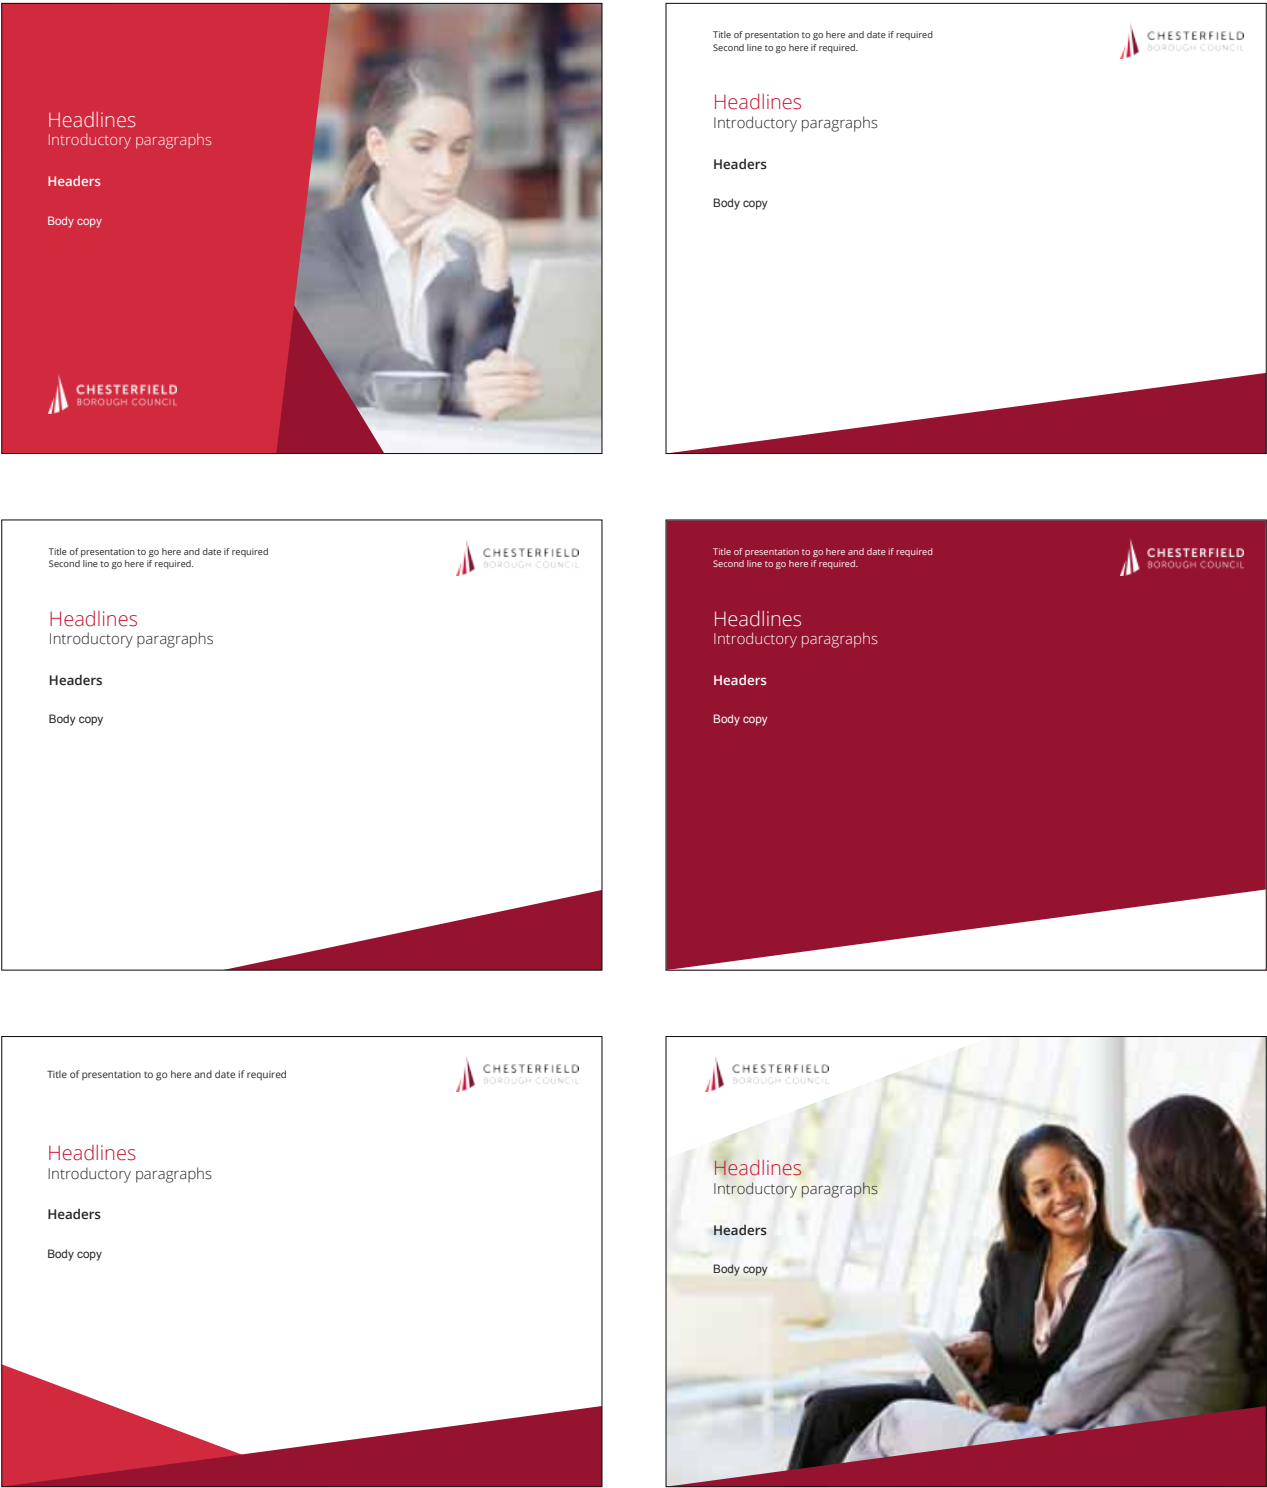 Headlines
Introductory paragraphs
Headers
Body copy
CHESTERFIELD
BOROUGH COUNCIL
Title of presentation to go here and date if required
Second line to go here if required.
CHESTERFIELD
BOROUGH COUNCIL
Headlines
Introductory paragraphs
Headers
Body copy
Title of presentation to go here and date if required
Second line to go here if required.
CHESTERFIELD
BOROUGH COUNCIL
Headlines
Introductory paragraphs
Headers
Body copy
Title of presentation to go here and date if required
Second line to go here if required.
CHESTERFIELD
BOROUGH COUNCIL
Headlines
Introductory paragraphs
Headers
Body copy
Title of presentation to go here and date if required
CHESTERFIELD
BOROUGH COUNCIL
Headlines
Introductory paragraphs
Headers
Body copy
CHESTERFIELD
BOROUGH COUNCIL
Headlines
Introductory paragraphs
Headers
Body copy